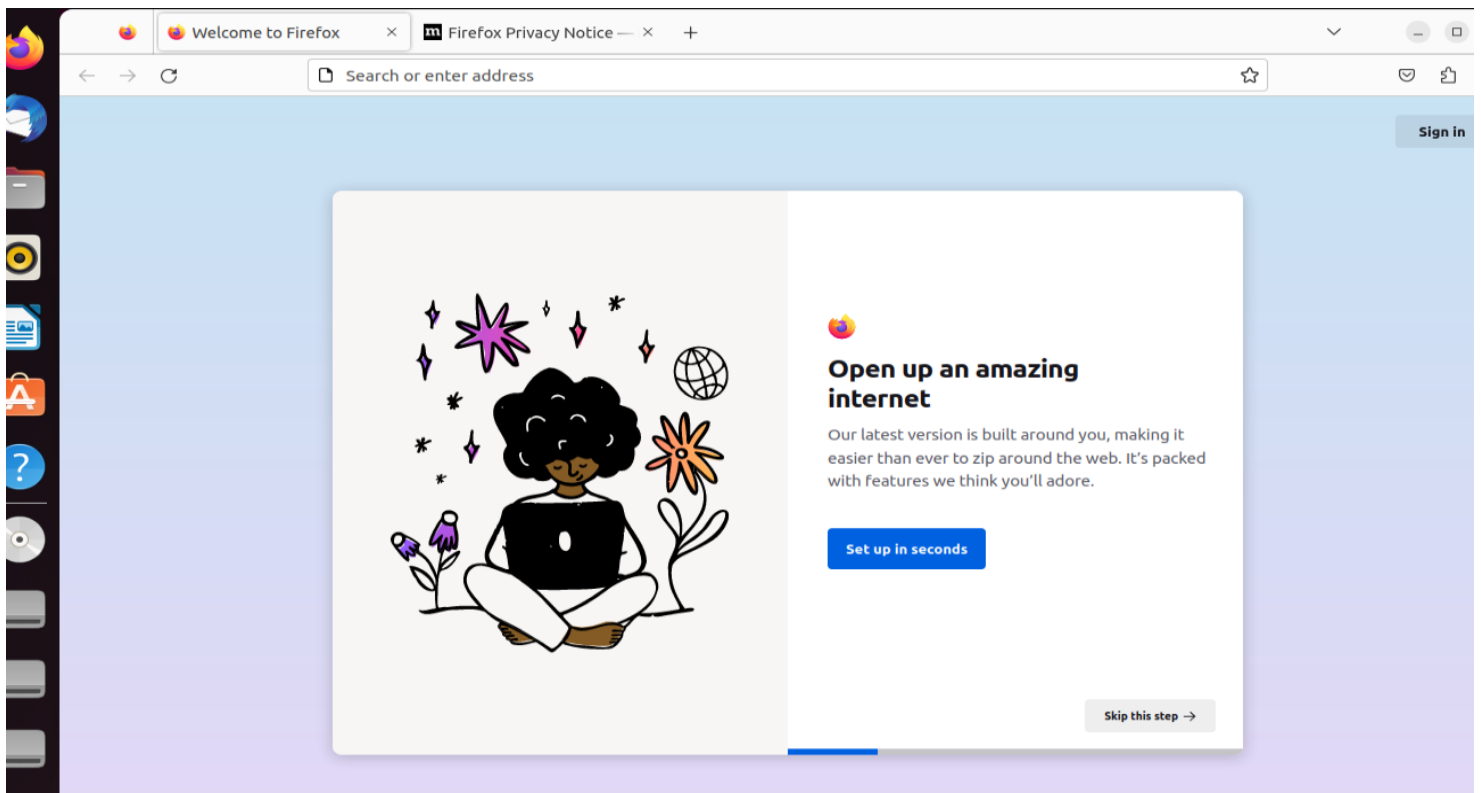 Welcome to Firefox
m Firefox Privacy Notice —
Search or enter address
Sign in
Open up an amazing
internet
Our latest version is built around you, making it
easier than ever to zip around the web. It’s packed
with features we think you’ll adore.
Set up in seconds
Skip this step →